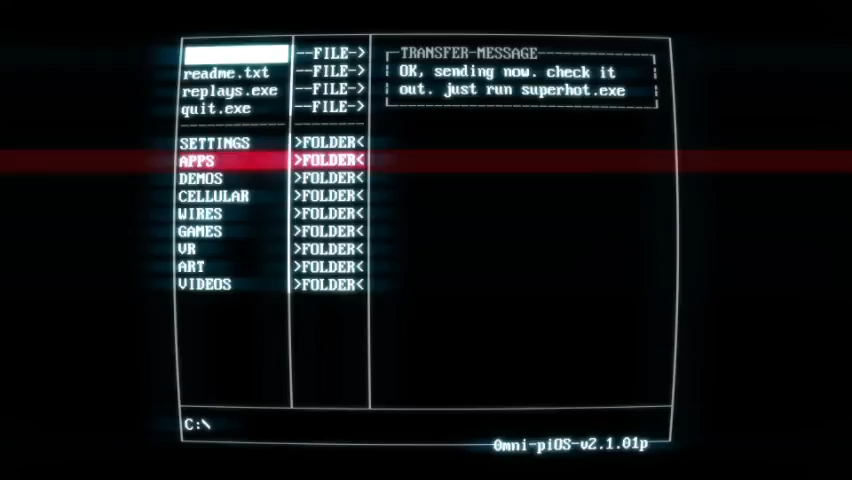 --FILE->
readme.txt --FILE->
replays.exe --FILE->
quit.exe --FILE->
SETTINGS >FOLDER<
APPS >FOLDER<
DEMOS >FOLDER<
CELLULAR >FOLDER<
WIRES >FOLDER<
GAMES >FOLDER<
VR >FOLDER<
ART >FOLDER<
VIDEOS >FOLDER<
TRANSFER-MESSAGE
OK, sending now. check it
out. just run superhot.exe
C:\
Omni-piOS-v2.1.01p